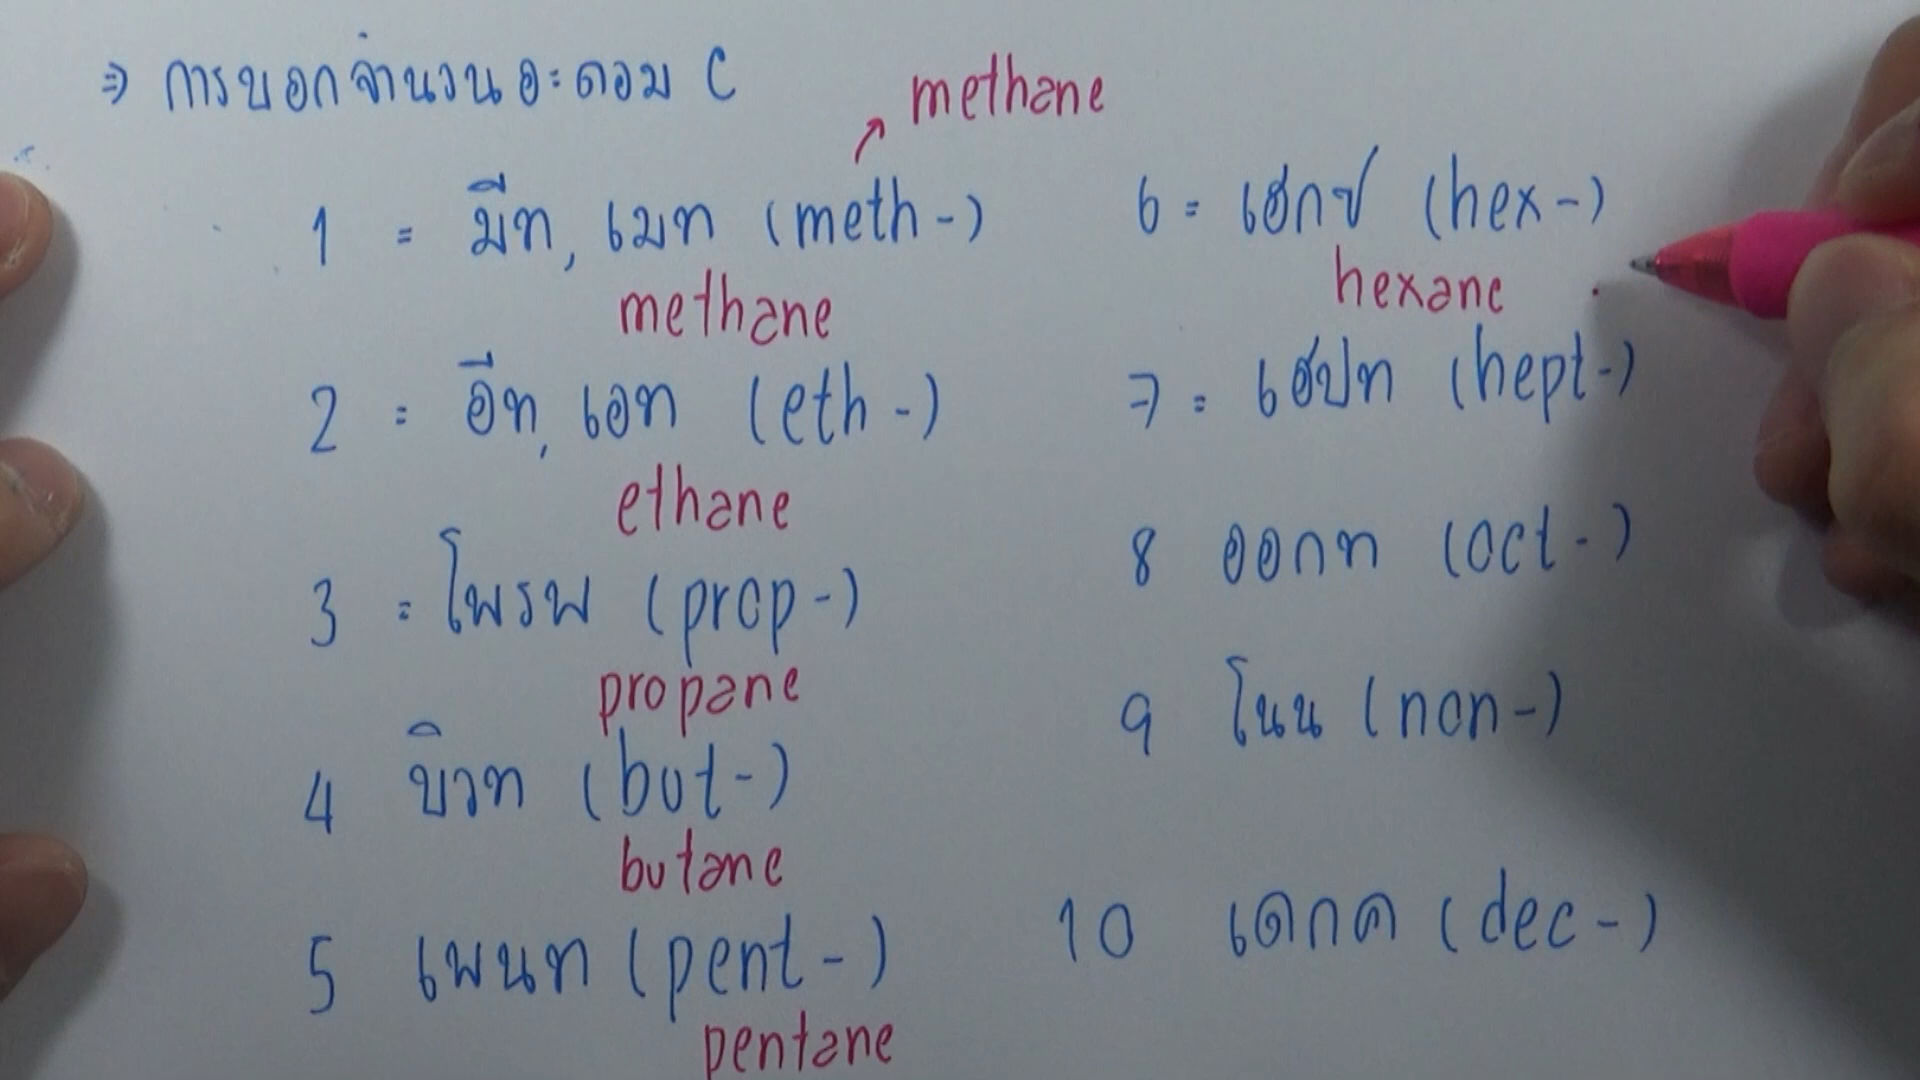 ⇒ การบอกจำนวนอะตอม C
methane
1 = มีท, เมท (meth-)
methane
2 = อีท, เอท (eth-)
ethane
3 = โพรพ (prop-)
propane
4 บิวท (but-)
butane
5 เพนท (pent-)
pentane
6 = เฮกซ์ (hex-)
hexane
7 = เฮปท (hept-)
8 ออกท (oct-)
9 โนน (non-)
10 เดกค (dec-)